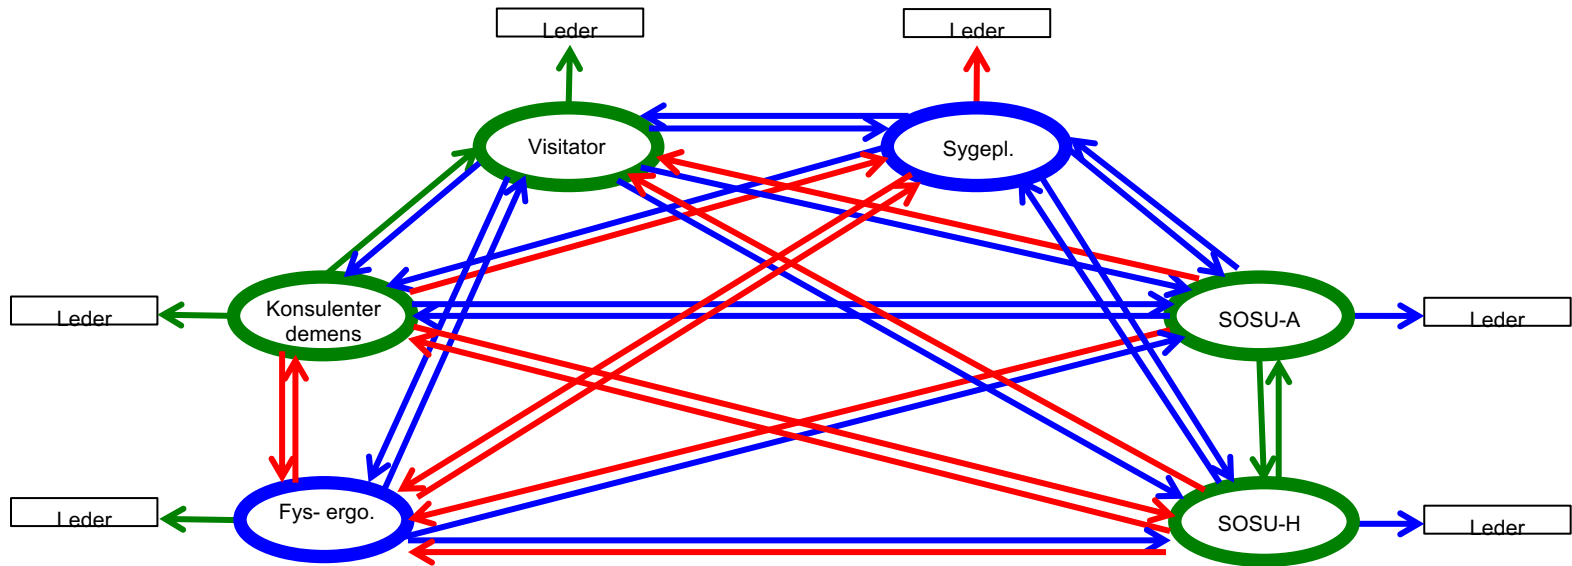 Leder
Leder
Visitator
Sygepl.
Konsulenter
demens
Leder
SOSU-A
Leder
Leder
Fys- ergo.
SOSU-H
Leder